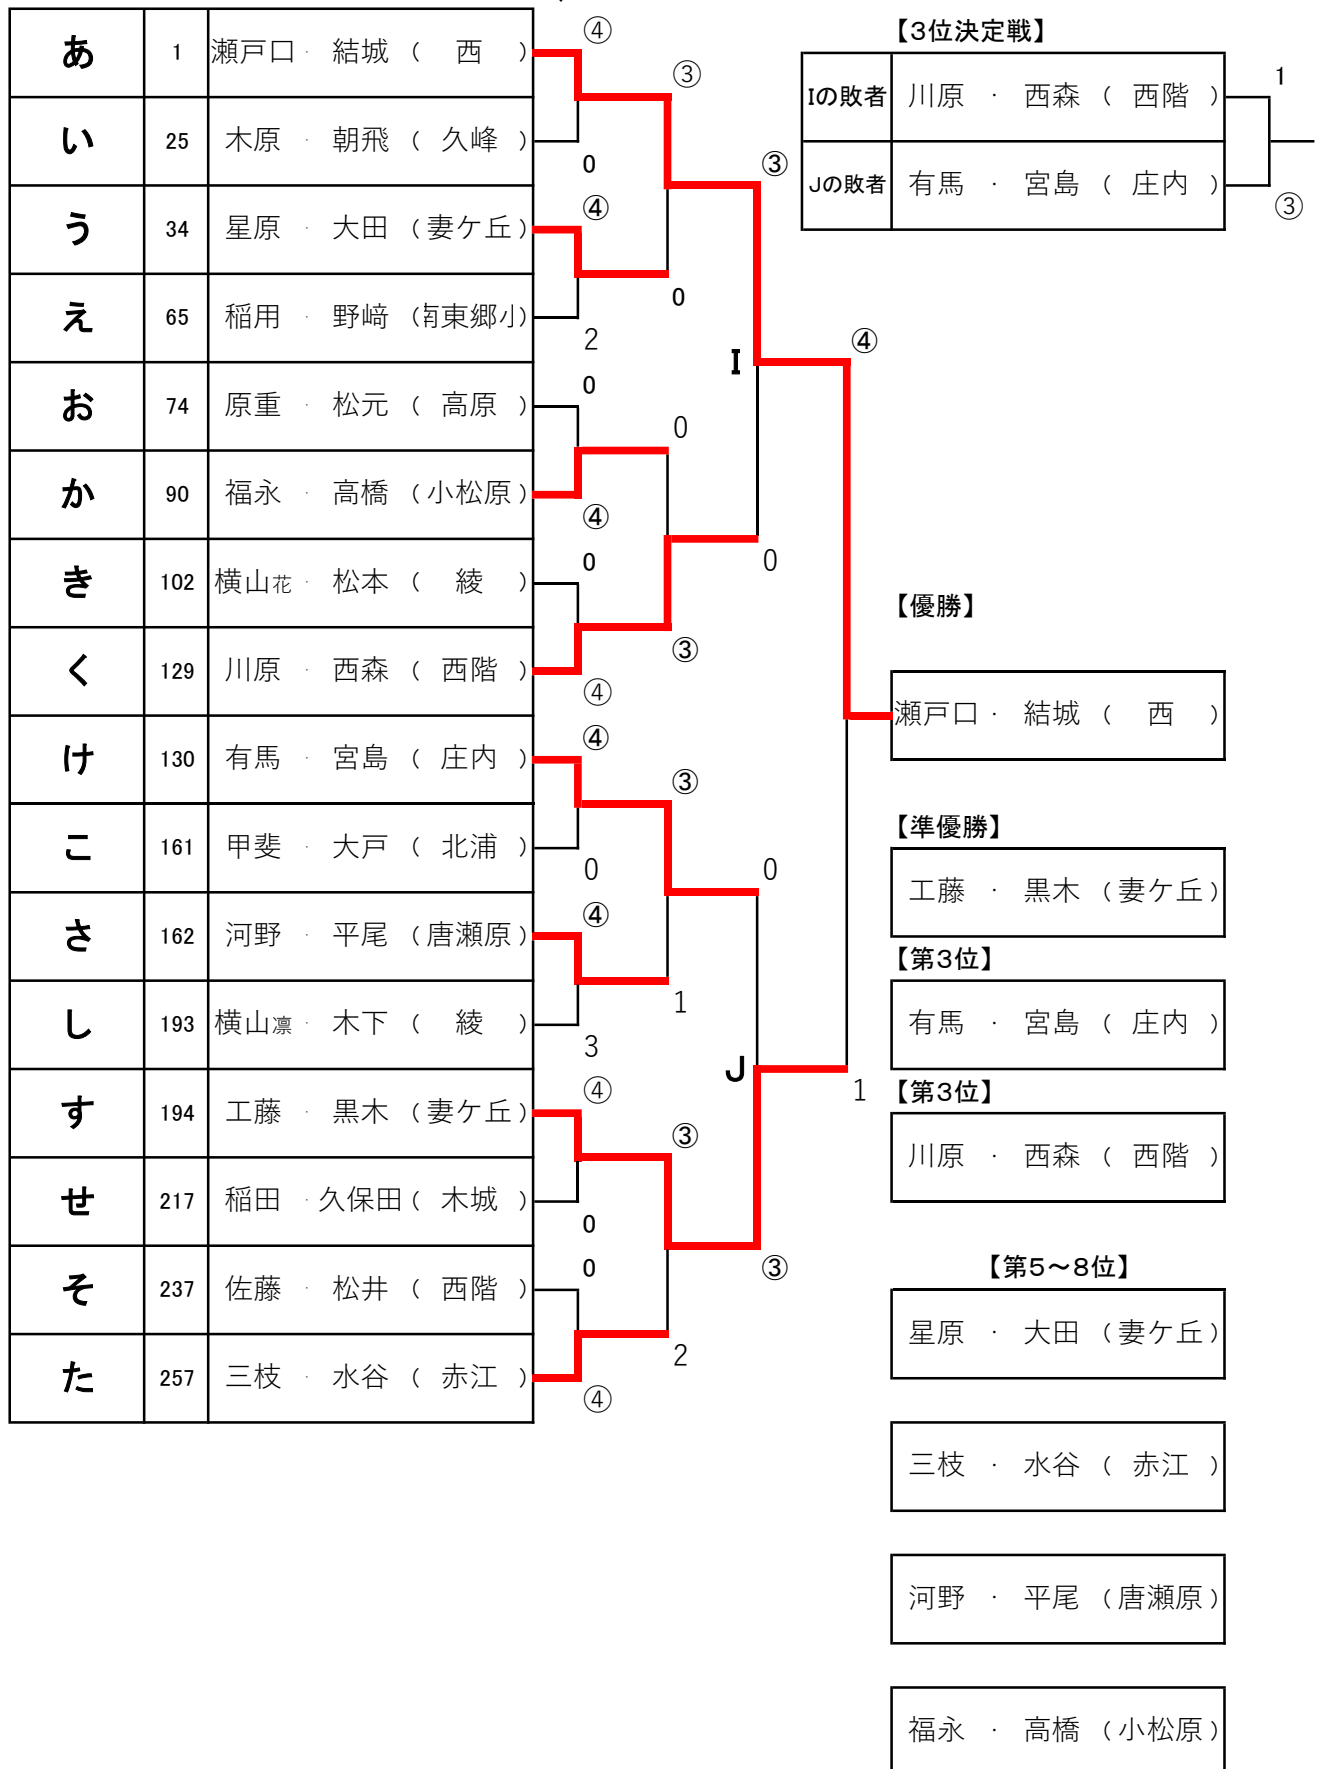 あ 1 瀬戸口 ・ 結城 （ 西 ）
い 25 木原 ・ 朝飛 （ 久峰 ）
う 34 星原 ・ 大田 （ 妻ケ丘 ）
え 65 稲用 ・ 野﨑 （ 南東郷小 ）
お 74 原重 ・ 松元 （ 高原 ）
か 90 福永 ・ 高橋 （ 小松原 ）
き 102 横山花 ・ 松本 （ 綾 ）
く 129 川原 ・ 西森 （ 西階 ）
け 130 有馬 ・ 宮島 （ 庄内 ）
こ 161 甲斐 ・ 大戸 （ 北浦 ）
さ 162 河野 ・ 平尾 （ 唐瀬原 ）
し 193 横山凛 ・ 木下 （ 綾 ）
す 194 工藤 ・ 黒木 （ 妻ケ丘 ）
せ 217 稲田 ・ 久保田 （ 木城 ）
そ 237 佐藤 ・ 松井 （ 西階 ）
た 257 三枝 ・ 水谷 （ 赤江 ）
④
0
④
2
0
④
0
④
④
0
④
3
④
0
0
④
③
0
0
③
③
1
③
2
③
I
0
0
J
③
④
1
【3位決定戦】
Iの敗者 川原 ・ 西森 （ 西階 ） 1
Jの敗者 有馬 ・ 宮島 （ 庄内 ） ③
【優勝】
瀬戸口 ・ 結城 （ 西 ）
【準優勝】
工藤 ・ 黒木 （ 妻ケ丘 ）
【第3位】
有馬 ・ 宮島 （ 庄内 ）
【第3位】
川原 ・ 西森 （ 西階 ）
【第5～8位】
星原 ・ 大田 （ 妻ケ丘 ）
三枝 ・ 水谷 （ 赤江 ）
河野 ・ 平尾 （ 唐瀬原 ）
福永 ・ 高橋 （ 小松原 ）